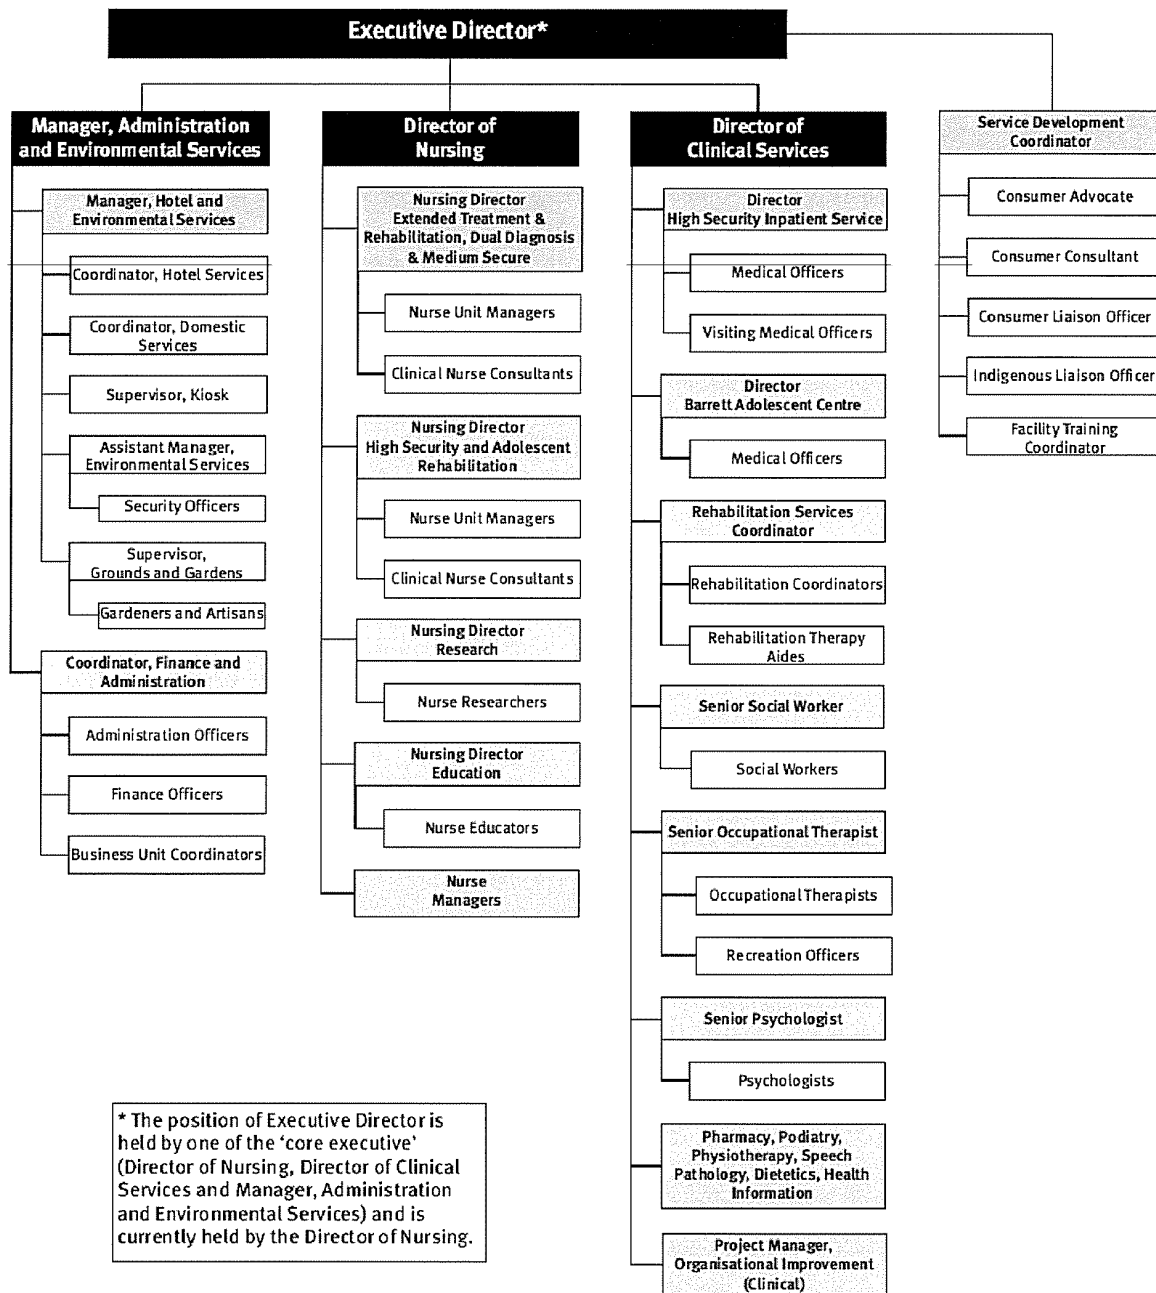 Executive Director*
Manager, Administration
and Environmental Services
Manager, Hotel and
Environmental Services
Coordinator, Hotel Services
Coordinator, Domestic
Services
Supervisor, Kiosk
Assistant Manager,
Environmental Services
Security Officers
Supervisor,
Grounds and Gardens
Gardeners and Artisans
Coordinator, Finance and
Administration
Administration Officers
Finance Officers
Business Unit Coordinators
Director of
Nursing
Nursing Director
Extended Treatment &
Rehabilitation, Dual Diagnosis
& Medium Secure
Nurse Unit Managers
Clinical Nurse Consultants
Nursing Director
High Security and Adolescent
Rehabilitation
Nurse Unit Managers
Clinical Nurse Consultants
Nursing Director
Research
Nurse Researchers
Nursing Director
Education
Nurse Educators
Nurse
Managers
Director of
Clinical Services
Director
High Security Inpatient Service
Medical Officers
Visiting Medical Officers
Director
Barrett Adolescent Centre
Medical Officers
Rehabilitation Services
Coordinator
Rehabilitation Coordinators
Rehabilitation Therapy
Aides
Senior Social Worker
Social Workers
Senior Occupational Therapist
Occupational Therapists
Recreation Officers
Senior Psychologist
Psychologists
Pharmacy, Podiatry,
Physiotherapy, Speech
Pathology, Dietetics, Health
Information
Project Manager,
Organisational Improvement
(Clinical)
Service Development
Coordinator
Consumer Advocate
Consumer Consultant
Consumer Liaison Officer
Indigenous Liaison Officer
Facility Training
Coordinator
* The position of Executive Director is
held by one of the ‘core executive’
(Director of Nursing, Director of Clinical
Services and Manager, Administration
and Environmental Services) and is
currently held by the Director of Nursing.